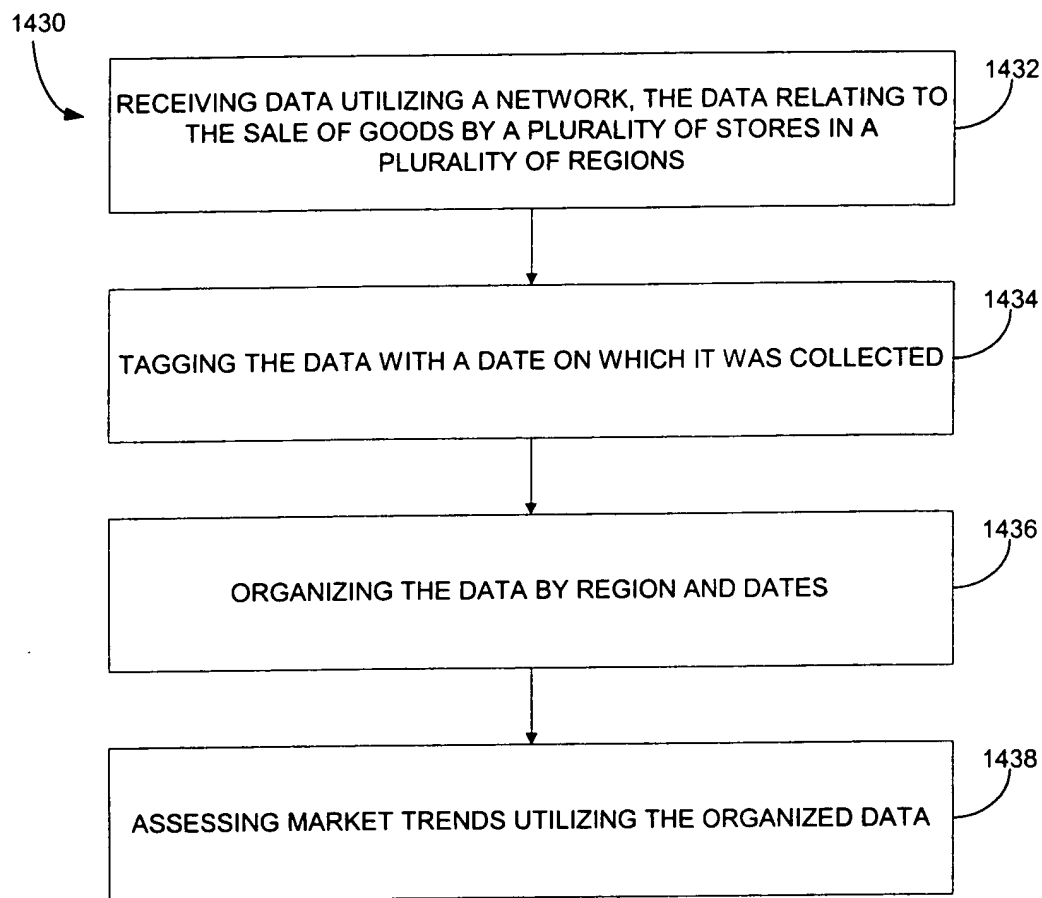 1430
1432
RECEIVING DATA UTILIZING A NETWORK, THE DATA RELATING TO
THE SALE OF GOODS BY A PLURALITY OF STORES IN A
PLURALITY OF REGIONS
1434
TAGGING THE DATA WITH A DATE ON WHICH IT WAS COLLECTED
1436
ORGANIZING THE DATA BY REGION AND DATES
1438
ASSESSING MARKET TRENDS UTILIZING THE ORGANIZED DATA